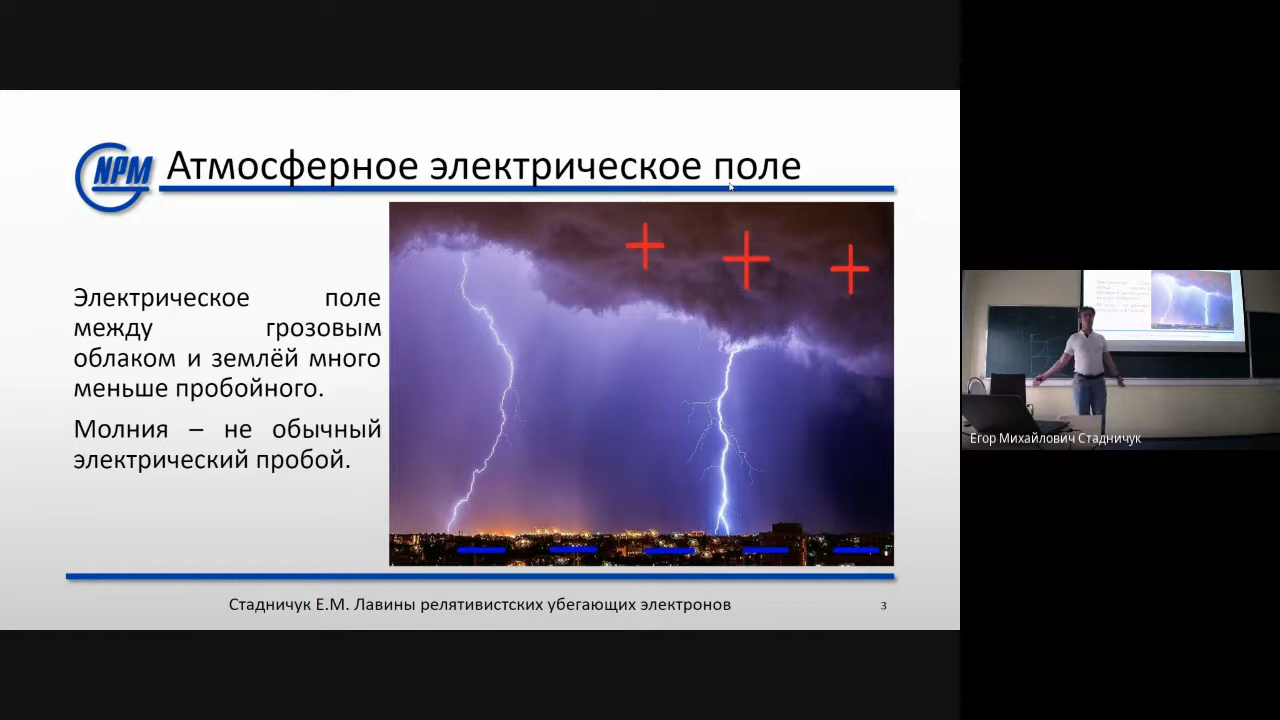 NPM
Атмосферное электрическое поле
Электрическое поле
между грозовым
облаком и землёй много
меньше пробойного.
Молния – не обычный
электрический пробой.
Стадничук Е.М. Лавины релятивистских убегающих электронов
3
Егор Михайлович Стадничук